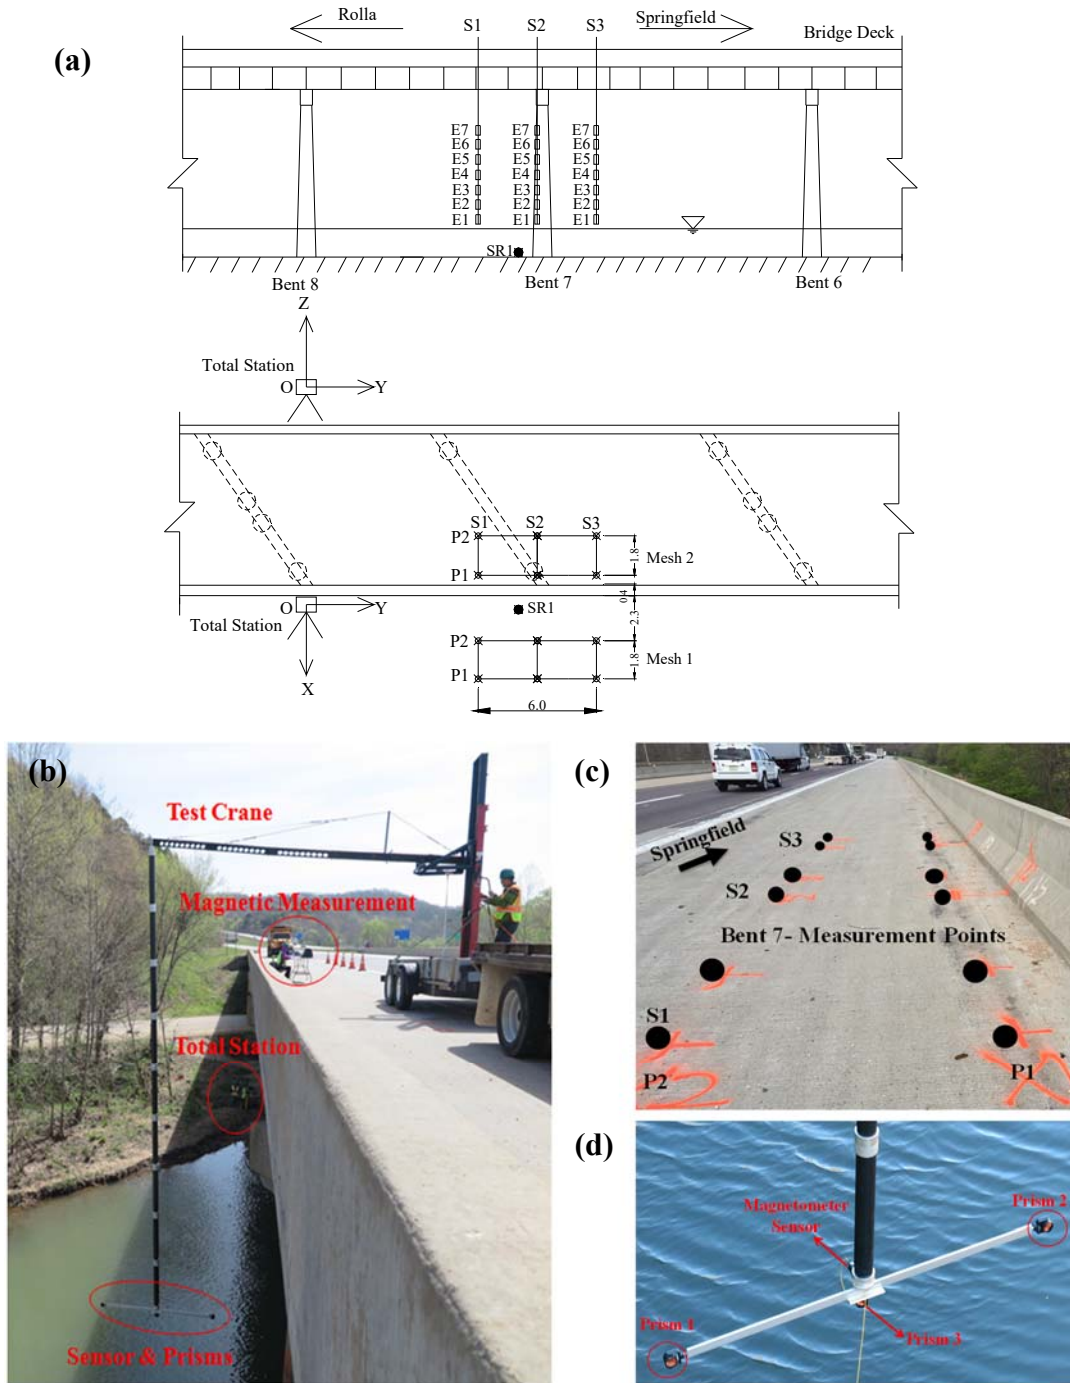 (a)
Rolla S1 S2 S3 Springfield
Bridge Deck
E7 E7 E7
E6 E6 E6
E5 E5 E5
E4 E4 E4
E3 E3 E3
E2 E2 E2
E1 E1 E1
SR1
Bent 8 Bent 7 Bent 6
Z
Total Station
O Y
S1 S2 S3
P2
1.8 Mesh 2
P1
0.4
O Y SR1
Total Station
2.3
P2
1.8 Mesh 1
P1
X
6.0
(b)
Test Crane
Magnetic Measurement
Total Station
Sensor & Prisms
(c)
Springfield
S3
S2
Bent 7- Measurement Points
S1
P2 P1
(d)
Magnetometer
Sensor
Prism 2
Prism 1
Prism 3